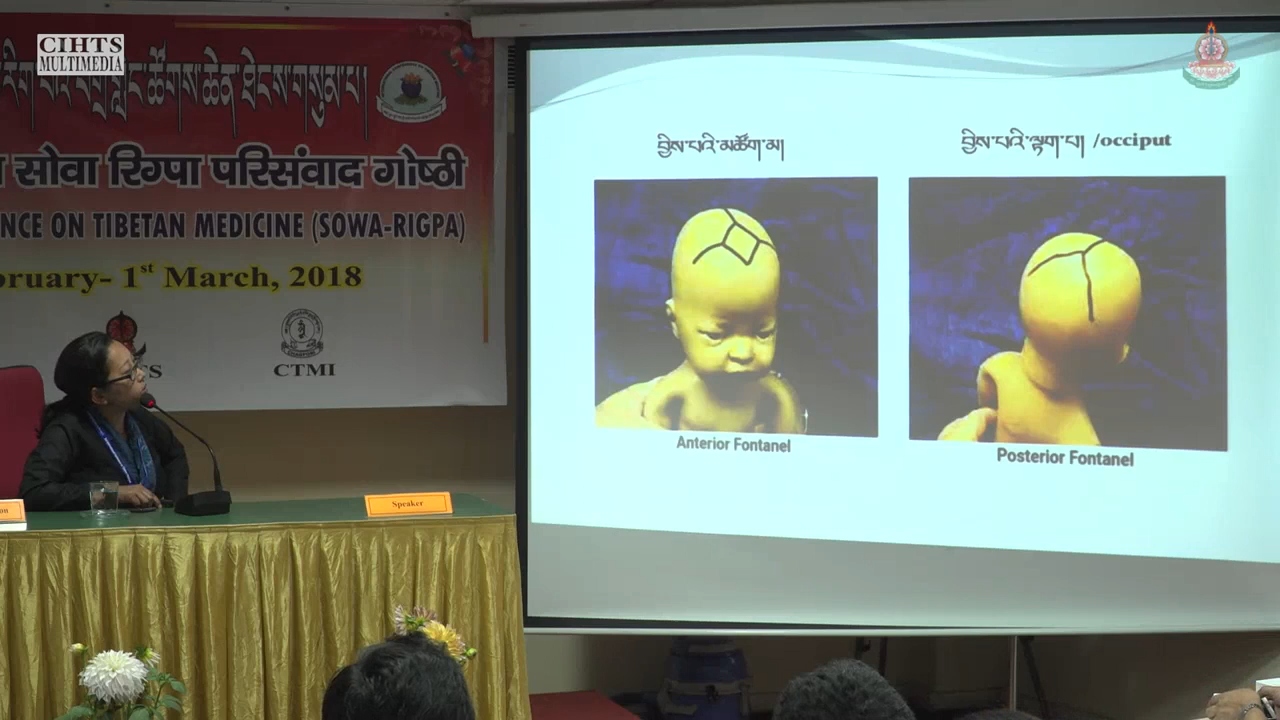 CIHTS
MULTIMEDIA
སོवा
सोवा रिग्पा परिसंवाद गोष्ठी
NCE ON TIBETAN MEDICINE (SOWA-RIGPA)
bruary- 1st March, 2018
CTMI
Speaker
བྱིས་པའི་མཚོག་མ།
བྱིས་པའི་ལྟག་པ། /occiput
Anterior Fontanel
Posterior Fontanel